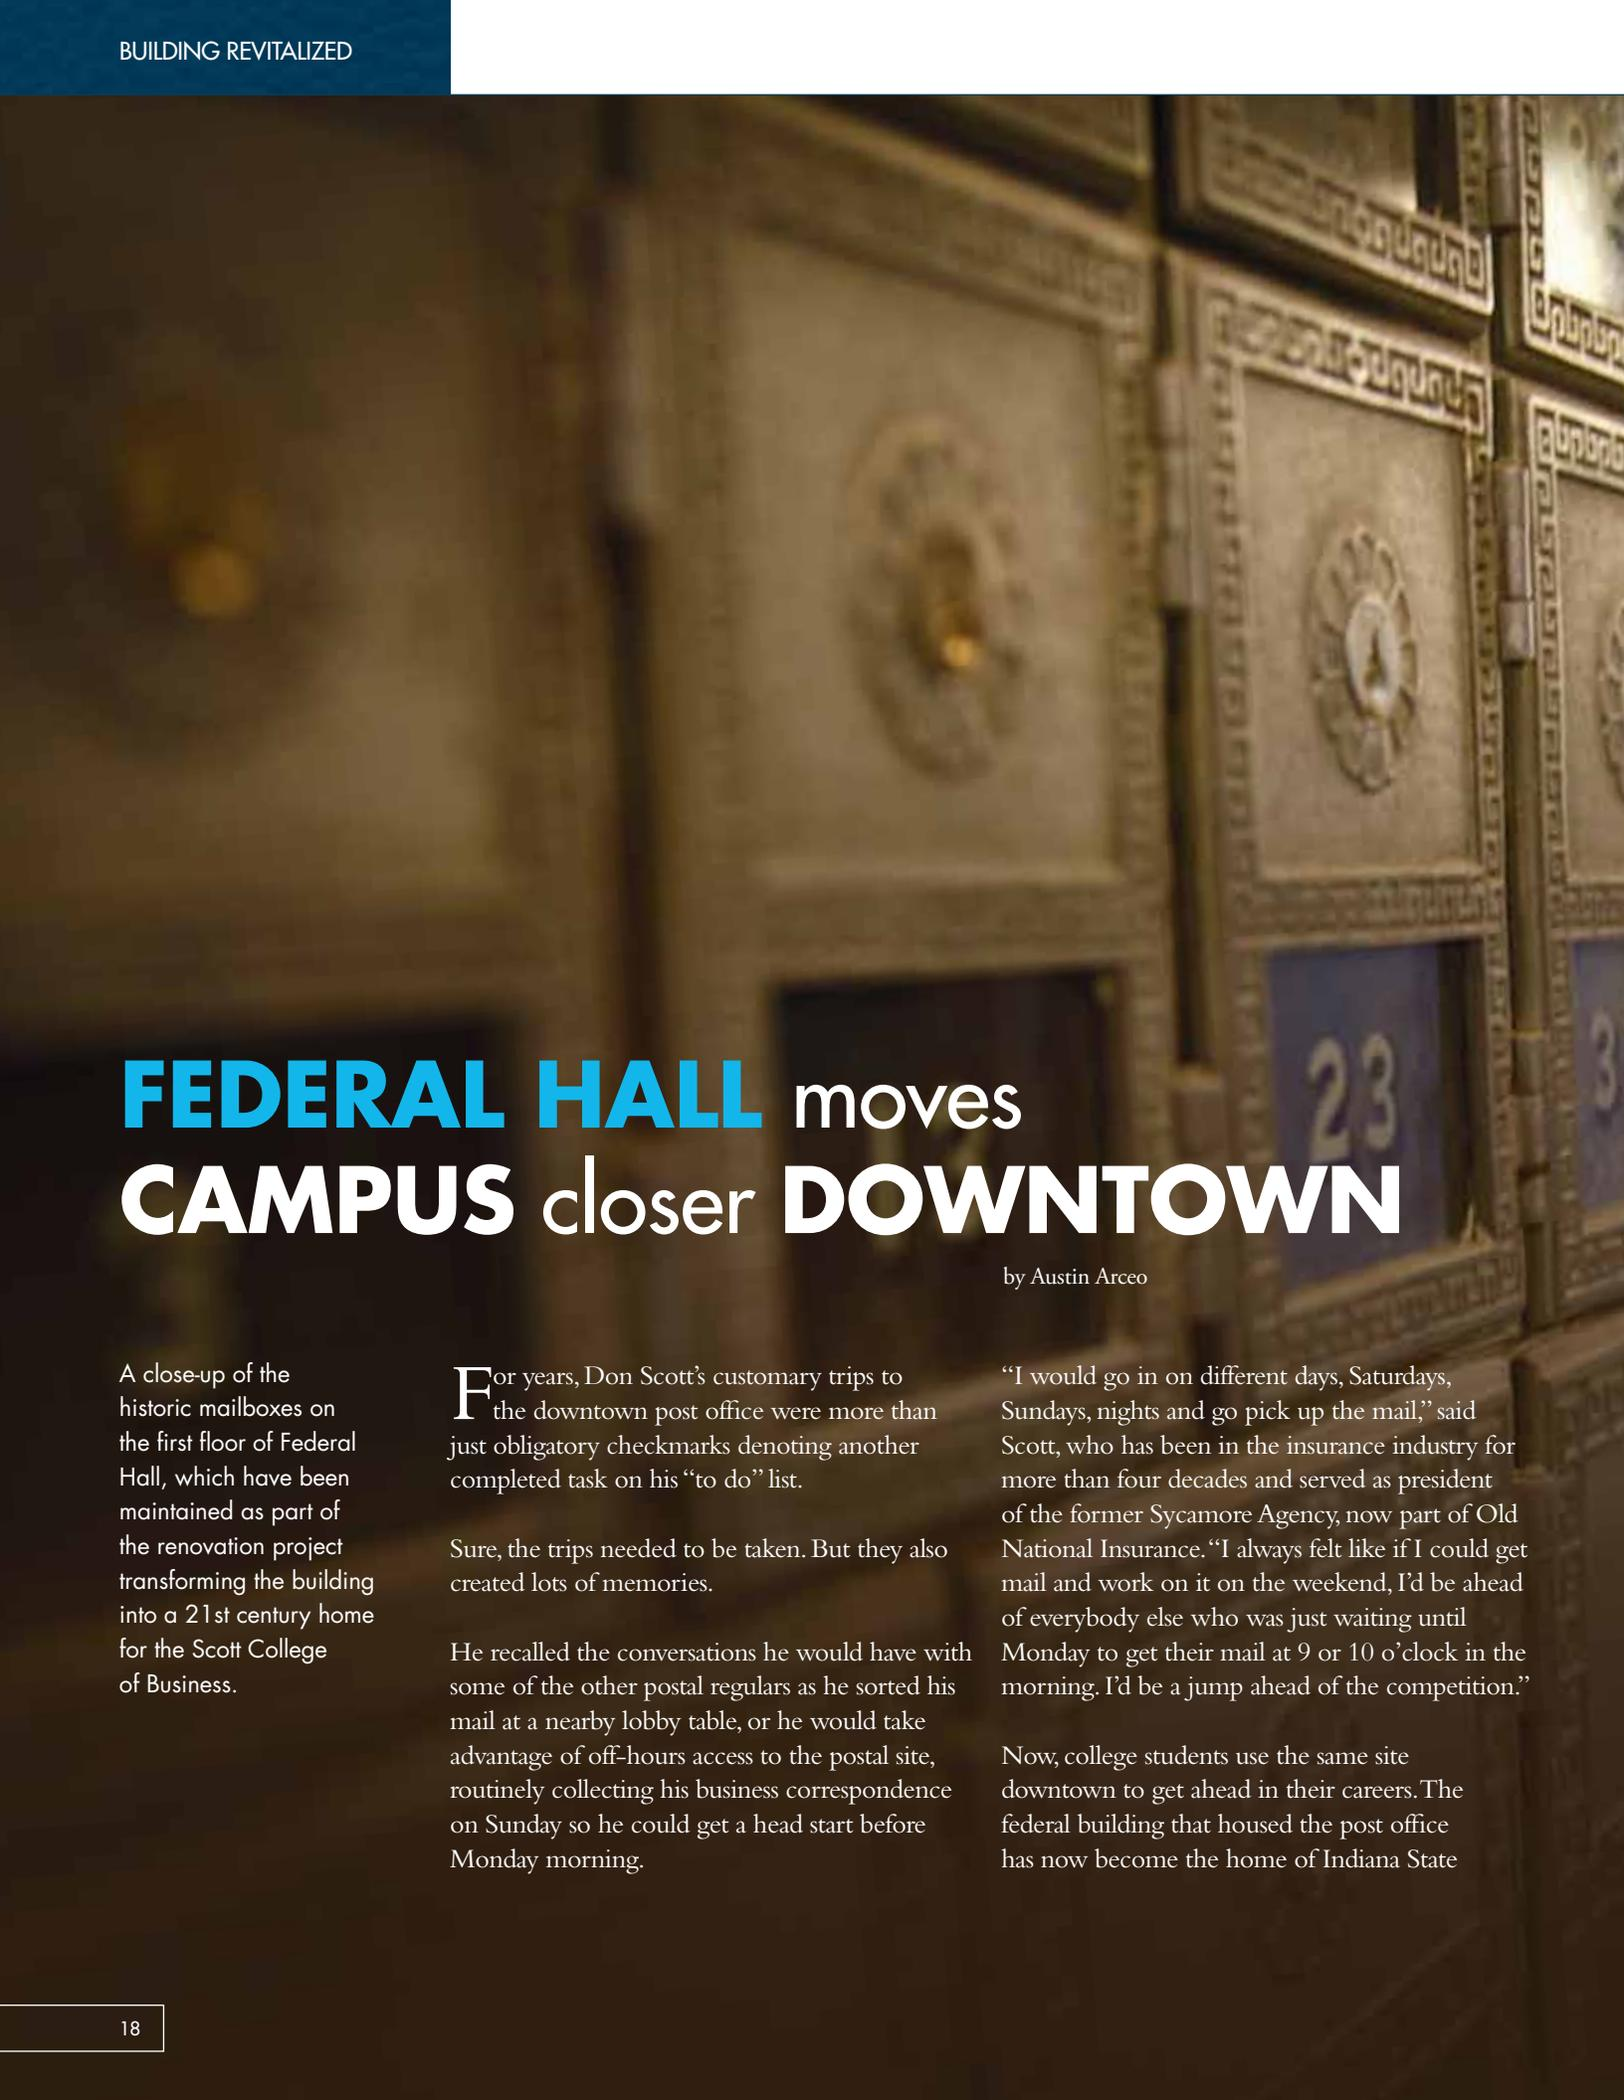 BUILDING REVITALIZED
23
3
FEDERAL HALL moves
CAMPUS closer DOWNTOWN
by Austin Arceo
A close-up of the
historic mailboxes on
the first floor of Federal
Hall, which have been
maintained as part of
the renovation project
transforming the building
into a 21st century home
for the Scott College
of Business.
For years, Don Scott’s customary trips to
the downtown post office were more than
just obligatory checkmarks denoting another
completed task on his “to do” list.
Sure, the trips needed to be taken. But they also
created lots of memories.
He recalled the conversations he would have with
some of the other postal regulars as he sorted his
mail at a nearby lobby table, or he would take
advantage of off-hours access to the postal site,
routinely collecting his business correspondence
on Sunday so he could get a head start before
Monday morning.
“I would go in on different days, Saturdays,
Sundays, nights and go pick up the mail,” said
Scott, who has been in the insurance industry for
more than four decades and served as president
of the former Sycamore Agency, now part of Old
National Insurance. “I always felt like if I could get
mail and work on it on the weekend, I’d be ahead
of everybody else who was just waiting until
Monday to get their mail at 9 or 10 o’clock in the
morning. I’d be a jump ahead of the competition.”
Now, college students use the same site
downtown to get ahead in their careers. The
federal building that housed the post office
has now become the home of Indiana State
18